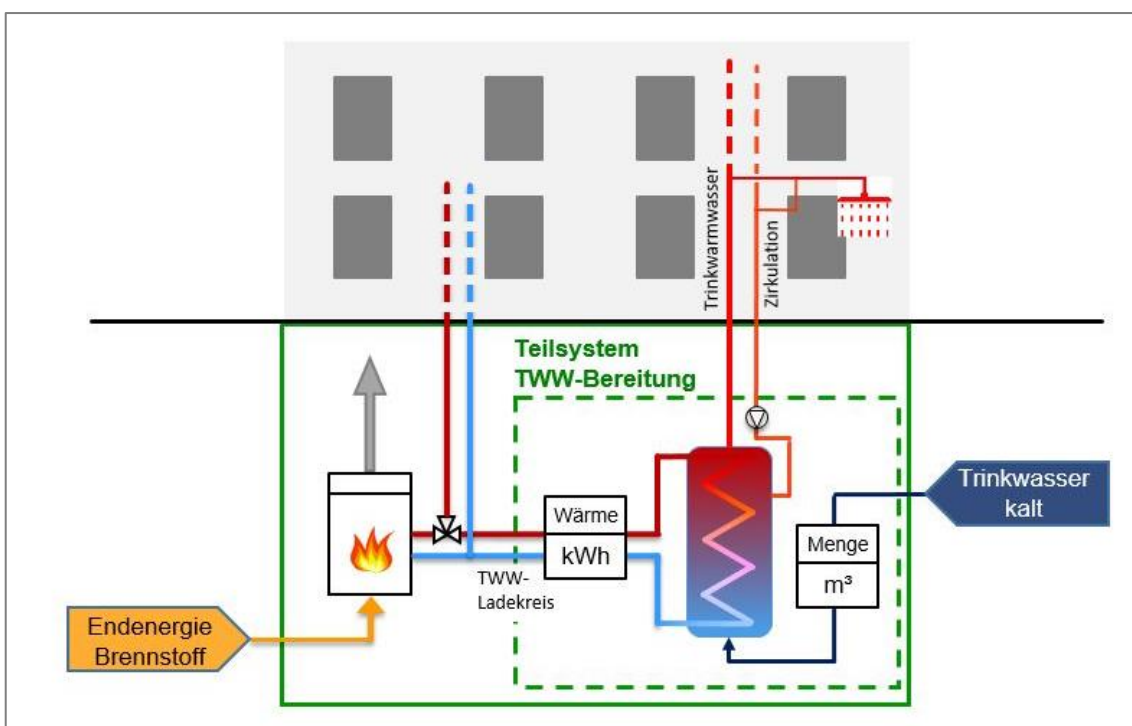 Trinkwarmwasser
Zirkulation
Teilsystem
TWW-Bereitung
Wärme
kWh
TWW-
Ladekreis
Menge
m³
Trinkwasser
kalt
Endenergie
Brennstoff